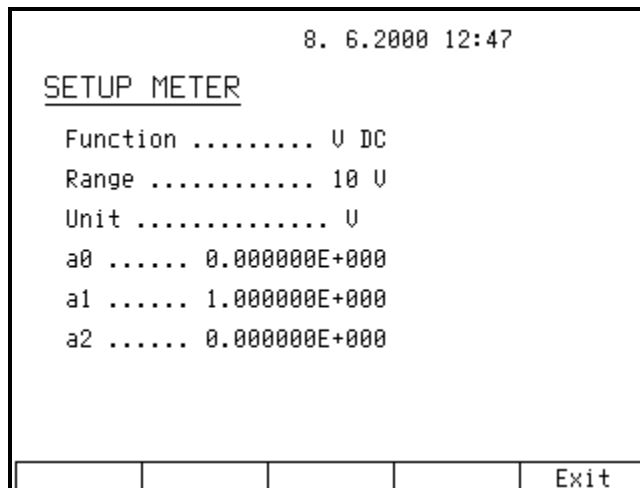 8. 6.2000 12:47
SETUP METER
Function ......... V DC
Range ............ 10 V
Unit .............. V
a0 ...... 0.000000E+000
a1 ...... 1.000000E+000
a2 ...... 0.000000E+000
Exit